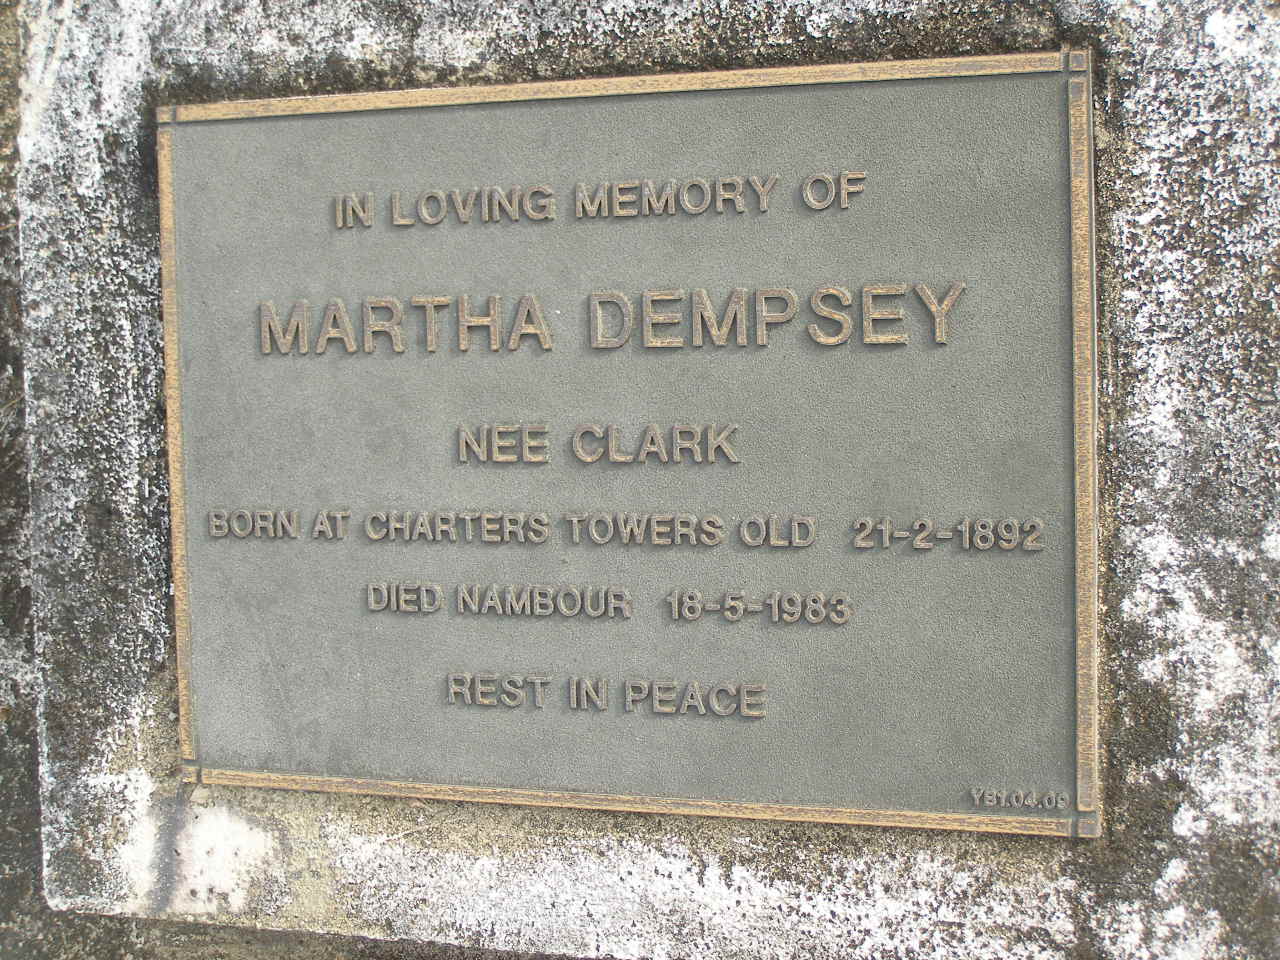 IN LOVING MEMORY OF
MARTHA DEMPSEY
NEE CLARK
BORN AT CHARTERS TOWERS QLD 21-2-1892
DIED NAMBOUR 18-5-1983
REST IN PEACE
YB1.04.09